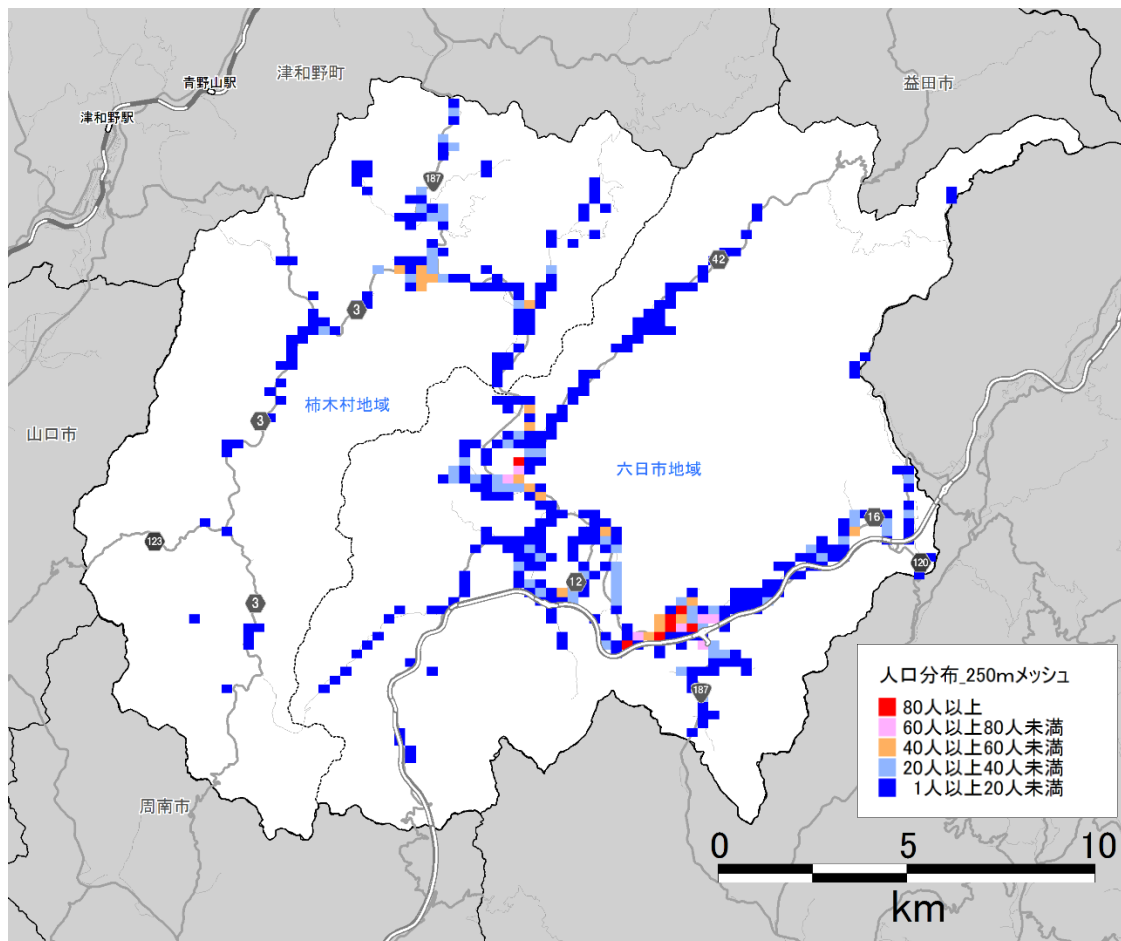 津和野町
青野山駅
益田市
津和野駅
187
42
3
3
柿木村地域
山口市
六日市地域
16
123
120
12
3
187
周南市
人口分布_250mメッシュ
80人以上
60人以上80人未満
40人以上60人未満
20人以上40人未満
1人以上20人未満
0 5 10
km